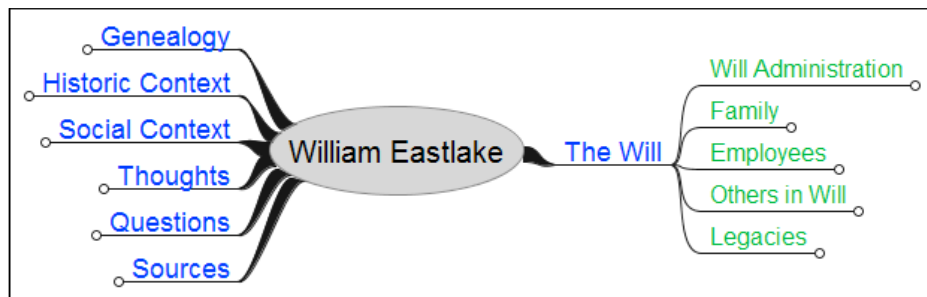 Genealogy
Historic Context
Social Context
Thoughts
Questions
Sources
William Eastlake
The Will
Will Administration
Family
Employees
Others in Will
Legacies